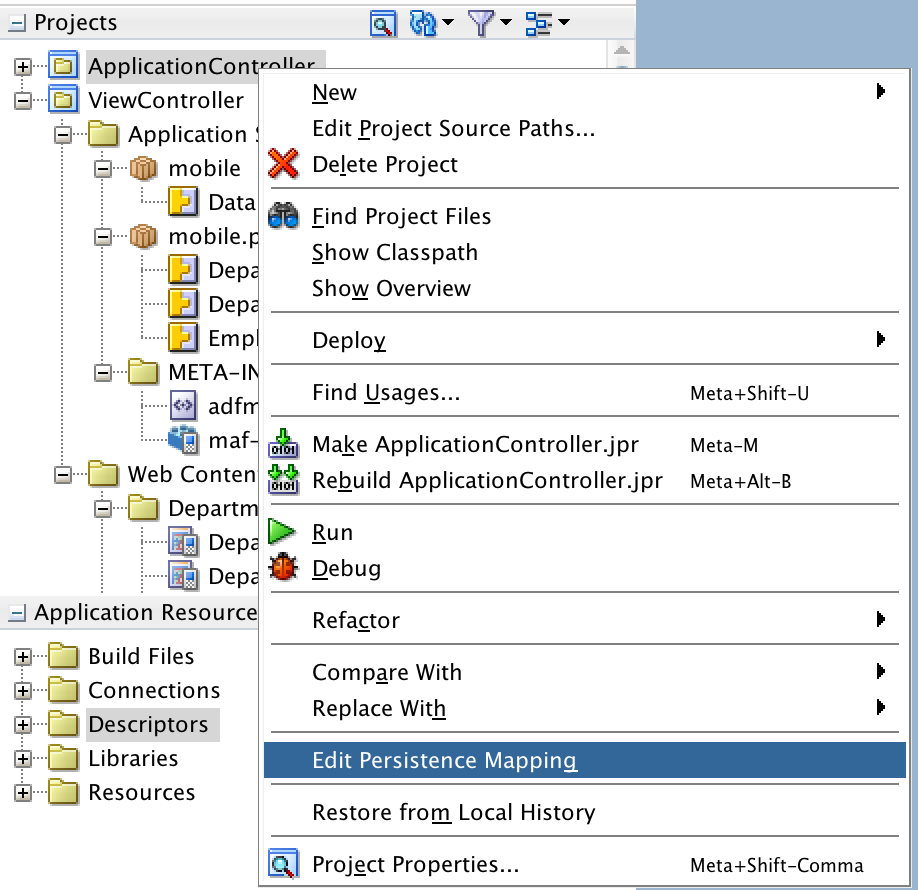 Projects
ApplicationController
ViewController
Application
mobile
Data
mobile.p
Depa
Depa
Empl
META-IN
adfm
maf-
Web Conten
Departm
Depa
Depa
Application Resource
Build Files
Connections
Descriptors
Libraries
Resources
New
Edit Project Source Paths...
Delete Project
Find Project Files
Show Classpath
Show Overview
Deploy
Find Usages... Meta+Shift-U
Make ApplicationController.jpr Meta-M
Rebuild ApplicationController.jpr Meta+Alt-B
Run
Debug
Refactor
Compare With
Replace With
Edit Persistence Mapping
Restore from Local History
Project Properties... Meta+Shift-Comma